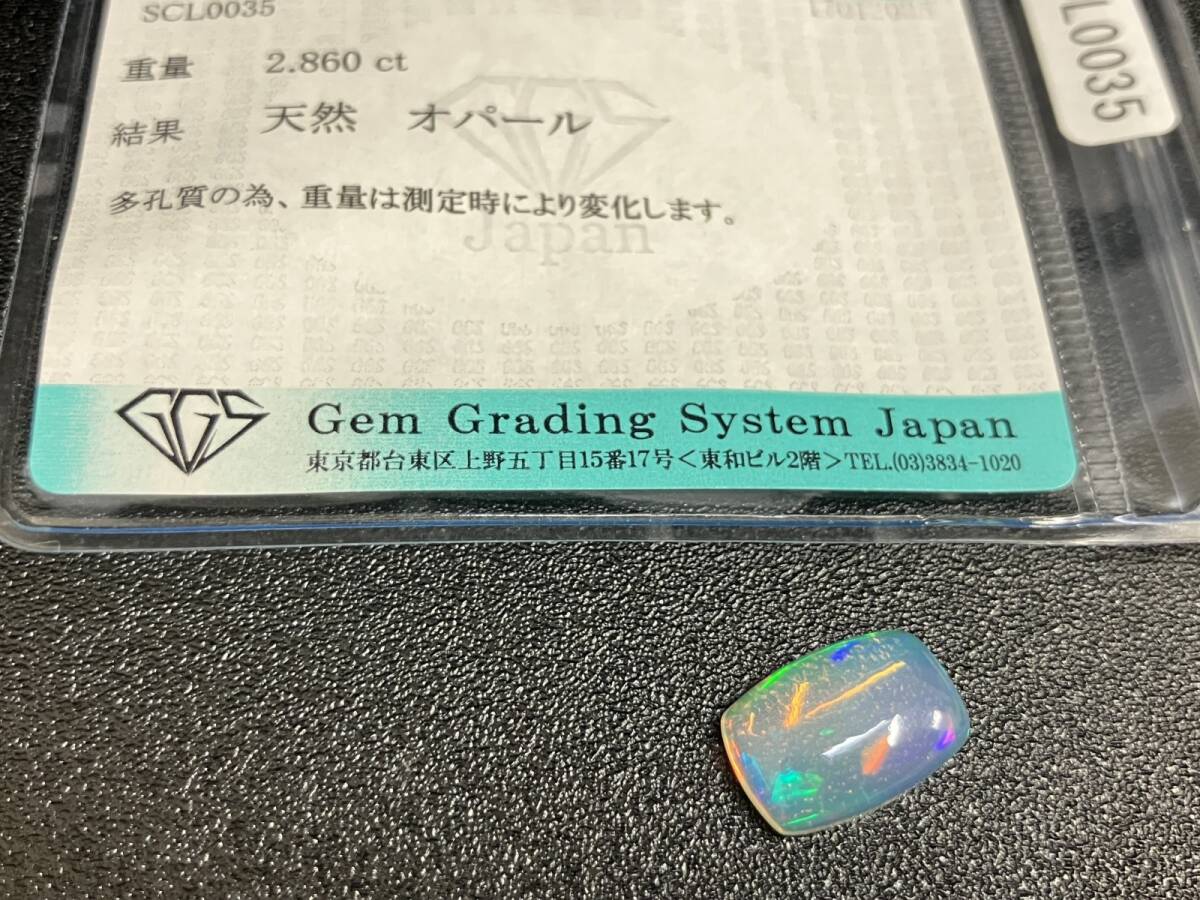 SCL0035
重量 2.860 ct
結果 天然 オパール
多孔質の為、重量は測定時により変化します。
GGS
Japan
GGS Gem Grading System Japan
東京都台東区上野五丁目15番17号＜東和ビル2階＞TEL.(03)3834-1020
L0035